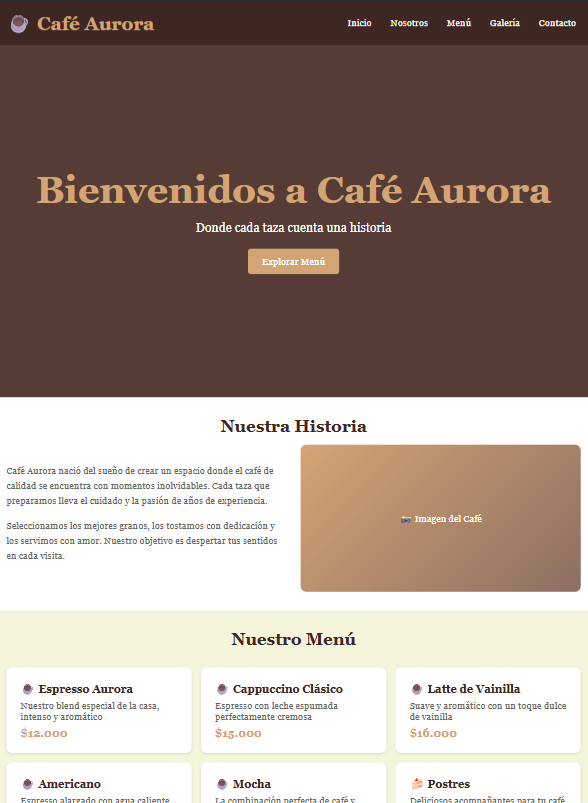 Café Aurora
Inicio Nosotros Menú Galería Contacto
Bienvenidos a Café Aurora
Donde cada taza cuenta una historia
Explorar Menú
Nuestra Historia
Café Aurora nació del sueño de crear un espacio donde el café de
calidad se encuentra con momentos inolvidables. Cada taza que
preparamos lleva el cuidado y la pasión de años de experiencia.
Seleccionamos los mejores granos, los tostamos con dedicación y
los servimos con amor. Nuestro objetivo es despertar tus sentidos
en cada visita.
Imagen del Café
Nuestro Menú
Espresso Aurora
Nuestro blend especial de la casa,
intenso y aromático
$12.000
Cappuccino Clásico
Espresso con leche espumada
perfectamente cremosa
$15.000
Latte de Vainilla
Suave y aromático con un toque dulce
de vainilla
$16.000
Americano
Espresso alargado con agua caliente
Mocha
La combinación perfecta de café y
Postres
Deliciosos acompañantes para tu café